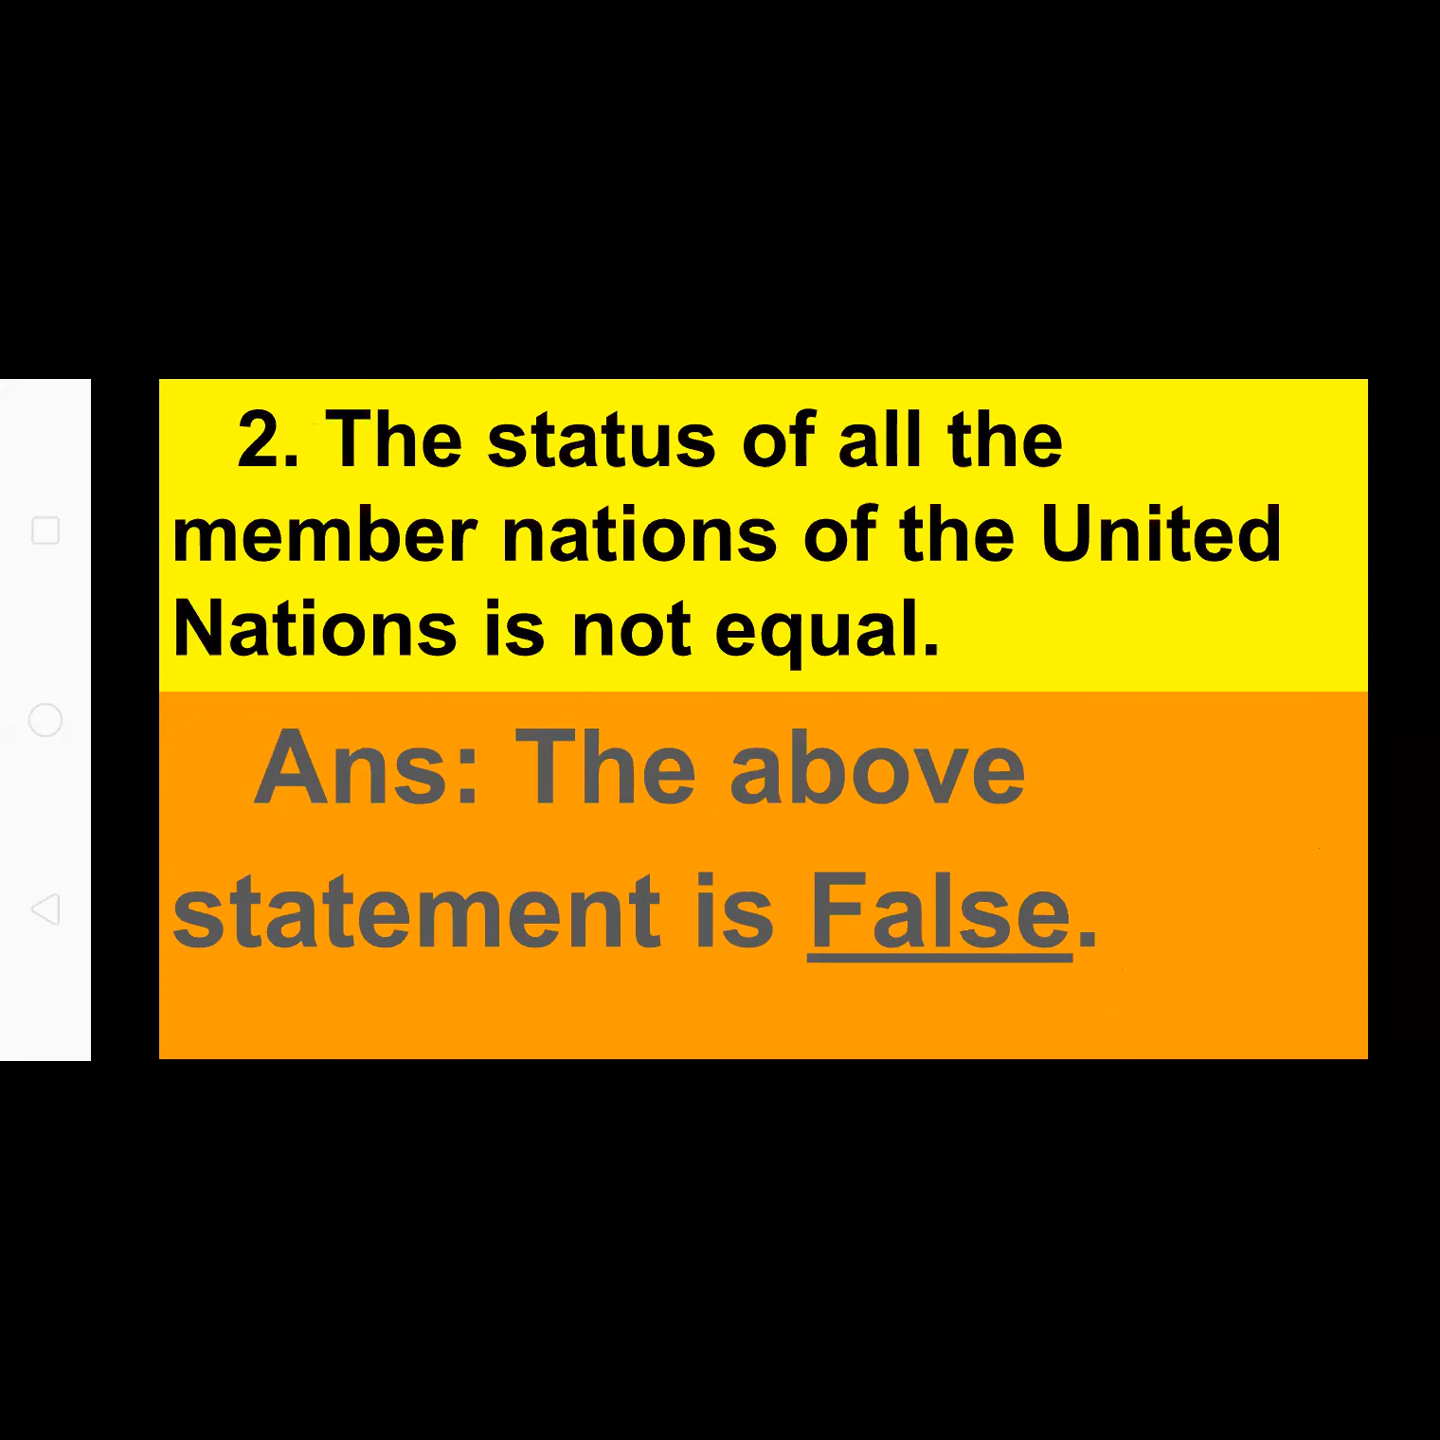 2. The status of all the
member nations of the United
Nations is not equal.
Ans: The above
statement is False.